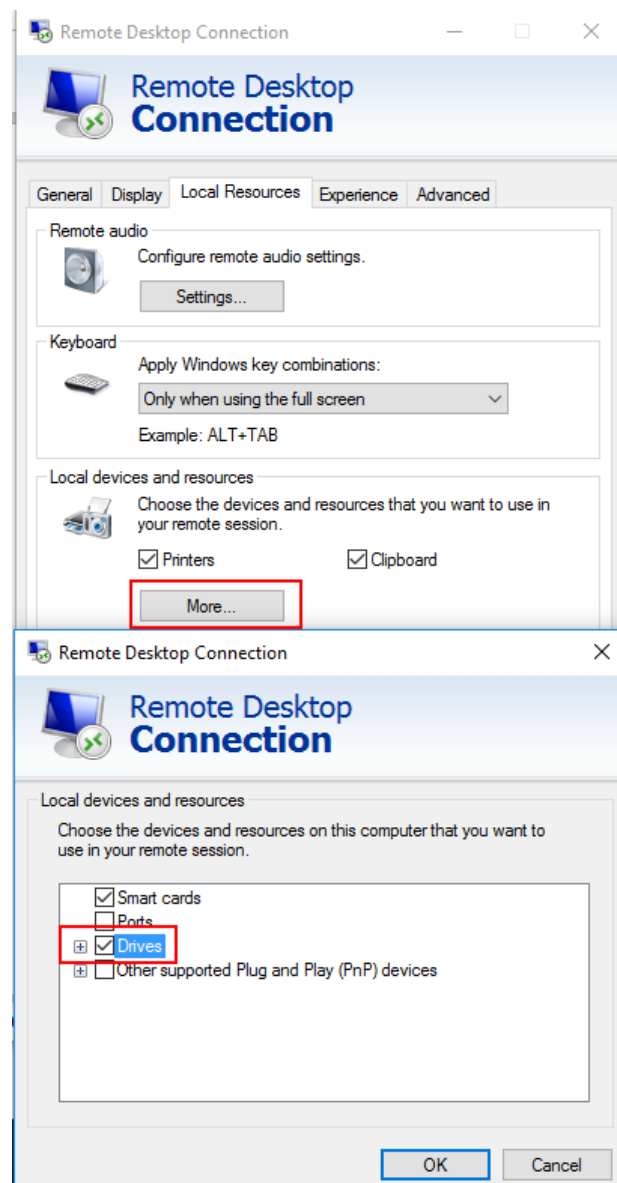 Remote Desktop Connection
Remote Desktop
Connection
General Display Local Resources Experience Advanced
Remote audio
Configure remote audio settings.
Settings...
Keyboard
Apply Windows key combinations:
Only when using the full screen
Example: ALT+TAB
Local devices and resources
Choose the devices and resources that you want to use in
your remote session.
Printers Clipboard
More...
Remote Desktop Connection
Remote Desktop
Connection
Local devices and resources
Choose the devices and resources on this computer that you want to
use in your remote session.
Smart cards
Ports
Drives
Other supported Plug and Play (PnP) devices
OK Cancel